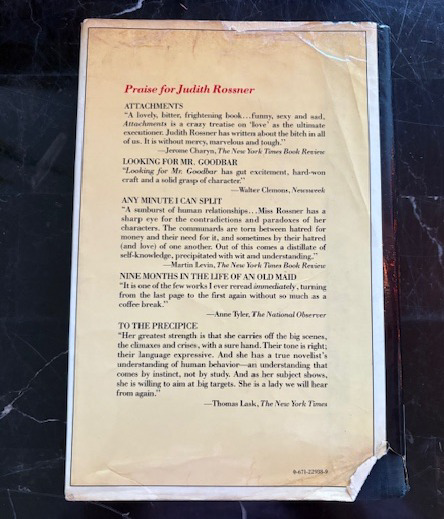 Praise for Judith Rossner
ATTACHMENTS
"A lovely, bitter, frightening book...funny, sexy and sad,
Attachments is a crazy treatise on 'love' as the ultimate
executioner. Judith Rossner has written about the bitch in all
of us. It is without mercy, marvelous and tough."
—Jerome Charyn, The New York Times Book Review
LOOKING FOR MR. GOODBAR
"Looking for Mr. Goodbar has gut excitement, hard-won
craft and a solid grasp of character."
—Walter Clemons, Newsweek
ANY MINUTE I CAN SPLIT
"A sunburst of human relationships...Miss Rossner has a
sharp eye for the contradictions and paradoxes of her
characters. The communards are torn between hatred for
money and their need for it, and sometimes by their hatred
(and love) of one another. Out of this comes a distillate of
self-knowledge, precipitated with wit and understanding."
—Martin Levin, The New York Times Book Review
NINE MONTHS IN THE LIFE OF AN OLD MAID
"It is one of the few works I ever reread immediately, turning
from the last page to the first again without so much as a
coffee break."
—Anne Tyler, The National Observer
TO THE PRECIPICE
"Her greatest strength is that she carries off the big scenes,
the climaxes and crises, with a sure hand. Their tone is right;
their language expressive. And she has a true novelist's
understanding of human behavior—an understanding that
comes by instinct, not by study. And as her subject shows,
she is willing to aim at big targets. She is a lady we will hear
from again."
—Thomas Lask, The New York Times